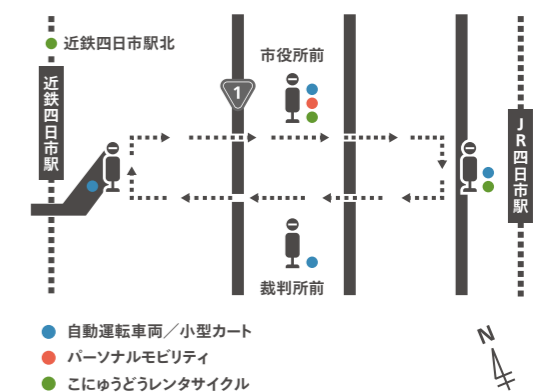 近鉄四日市駅北
市役所前
近鉄四日市駅
1
JR四日市駅
裁判所前
自動運転車両／小型カート
パーソナルモビリティ
こにゅうどうレンタサイクル
N